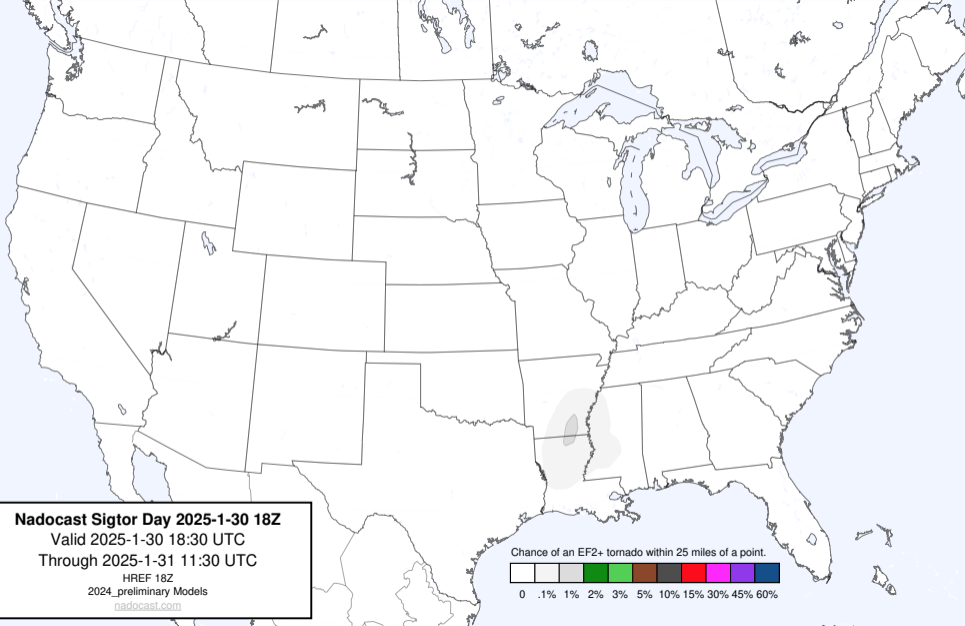 Nadocast Sigtor Day 2025-1-30 18Z
Valid 2025-1-30 18:30 UTC
Through 2025-1-31 11:30 UTC
HREF 18Z
2024_preliminary Models
nadocast.com
Chance of an EF2+ tornado within 25 miles of a point.
0 .1% 1% 2% 3% 5% 10% 15% 30% 45% 60%